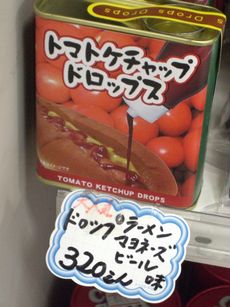 Drops Drops
トマトケチャップ
ドロップス
TOMATO KETCHUP DROPS
ラーメン
ドロップ マヨネーズ
ビール
320えん 味